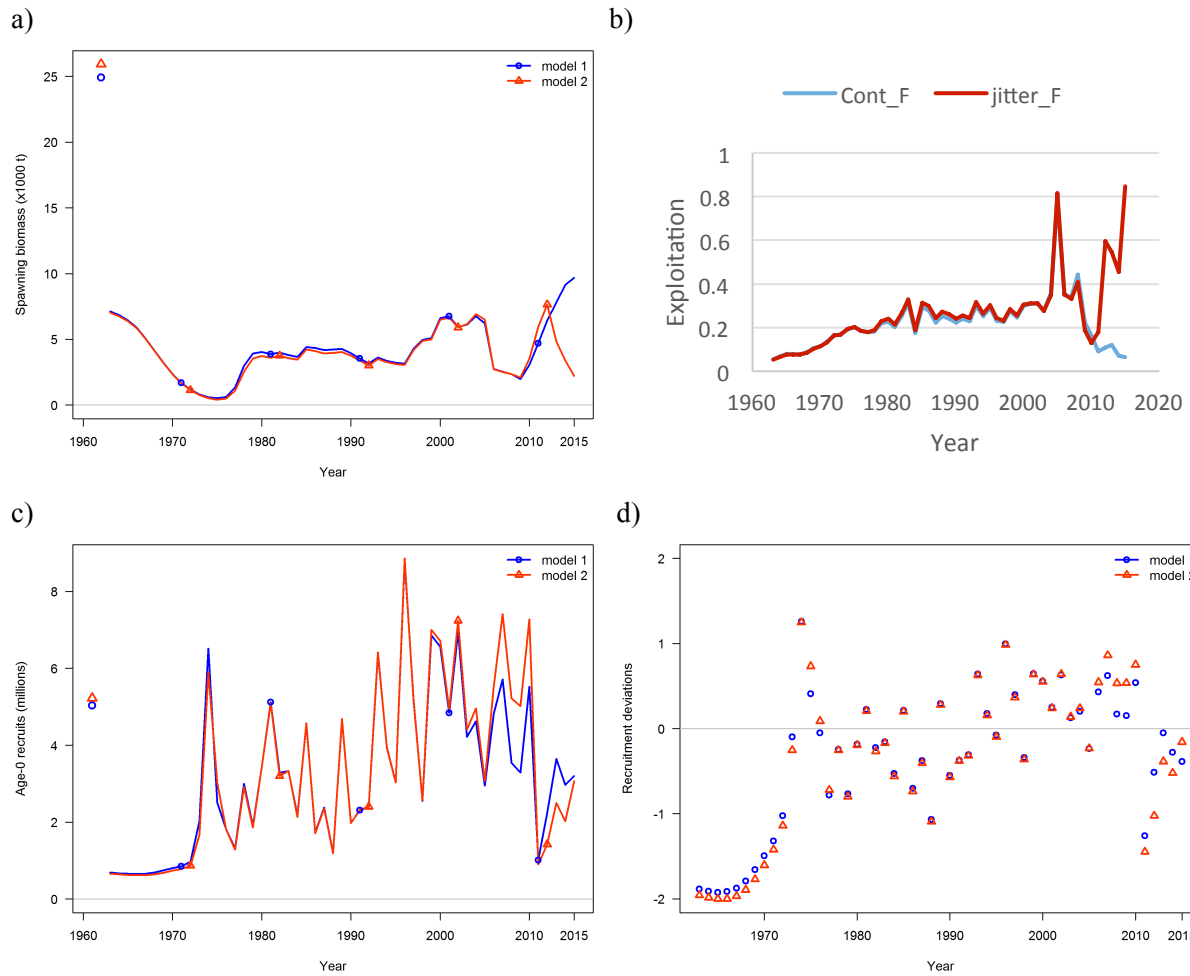 a)
25
20
15
10
5
0
Spawning biomass (x1000 t)
model 1
model 2
1960 1970 1980 1990 2000 2010 2015
Year
b)
Cont_F jitter_F
1
0.8
0.6
0.4
0.2
0
Exploitation
1960 1970 1980 1990 2000 2010 2020
Year
c)
8
6
4
2
0
Age-0 recruits (millions)
model 1
model 2
1960 1970 1980 1990 2000 2010 2015
Year
d)
2
1
0
-1
-2
Recruitment deviations
model
model 2
1970 1980 1990 2000 2010 201
Year